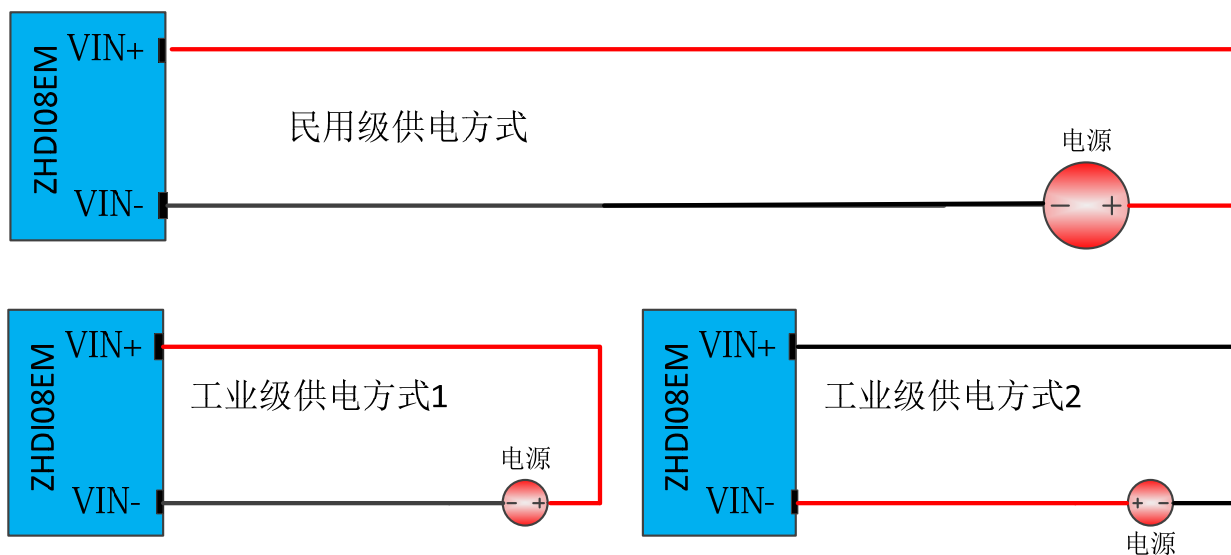 VIN+
ZHDI08EM
VIN-
民用级供电方式
电源
- +
VIN+
ZHDI08EM
VIN-
工业级供电方式1
电源
- +
VIN+
ZHDI08EM
VIN-
工业级供电方式2
+ -
电源